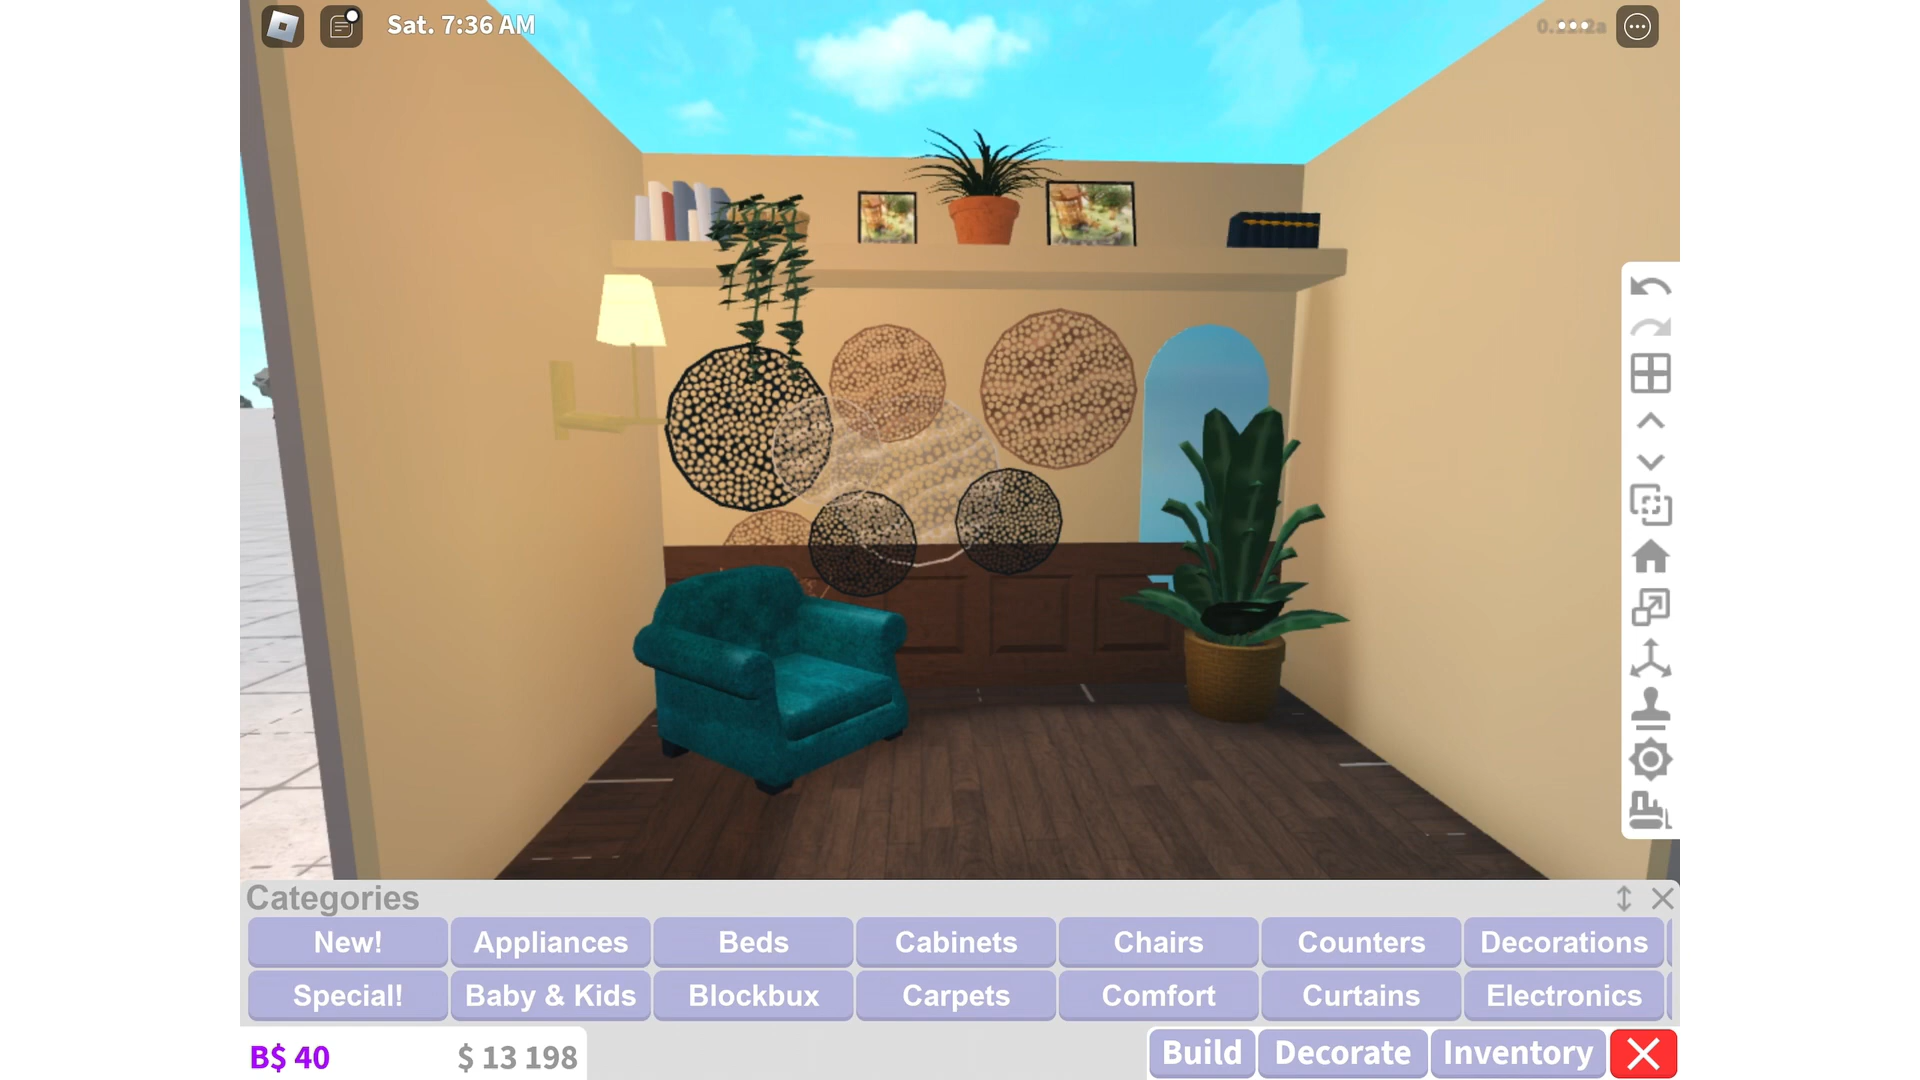 Sat. 7:36 AM
Categories
New! Appliances Beds Cabinets Chairs Counters Decorations
Special! Baby & Kids Blockbux Carpets Comfort Curtains Electronics
B$ 40 $ 13 198 Build Decorate Inventory